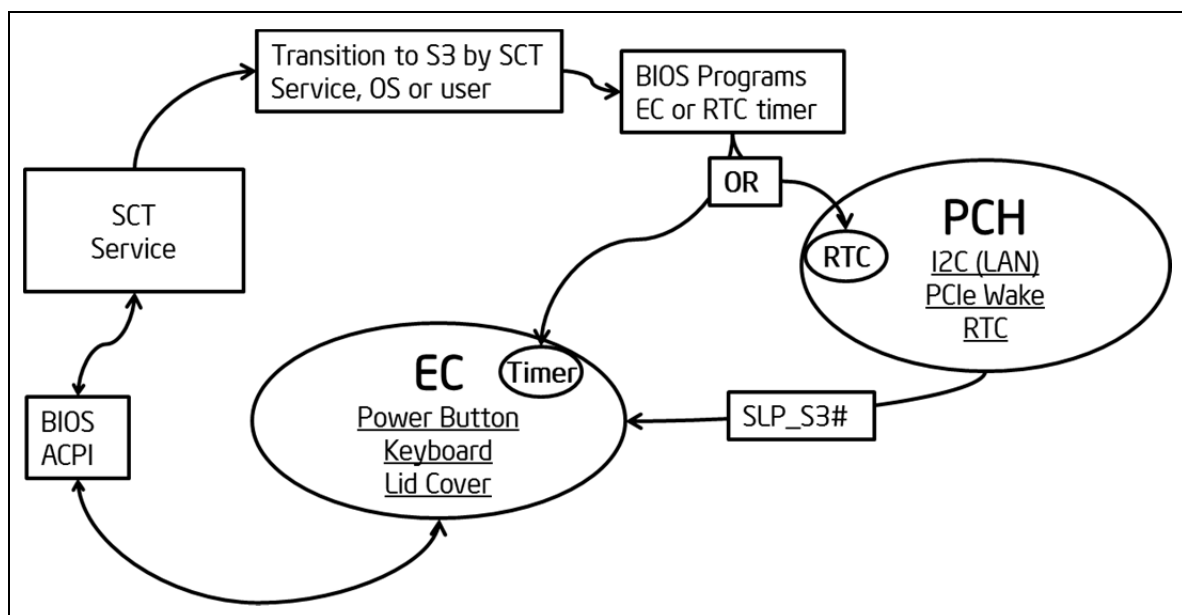 Transition to S3 by SCT
Service, OS or user
BIOS Programs
EC or RTC timer
OR
SCT
Service
PCH
RTC
I2C (LAN)
PCIe Wake
RTC
EC
Timer
Power Button
Keyboard
Lid Cover
SLP_S3#
BIOS
ACPI